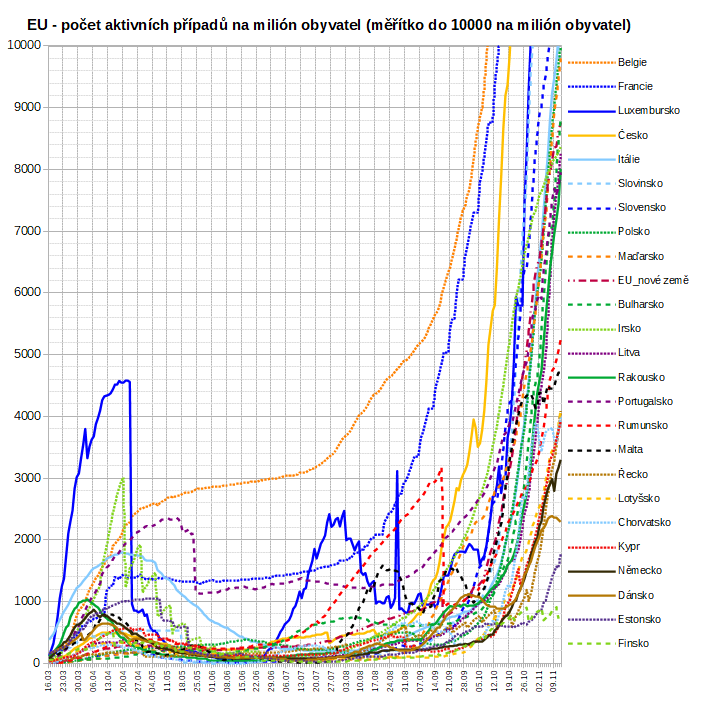 EU - počet aktivních případů na milión obyvatel (měřítko do 10000 na milión obyvatel)
10000
9000
8000
7000
6000
5000
4000
3000
2000
1000
0
16.03
23.03
30.03
06.04
13.04
20.04
27.04
04.05
11.05
18.05
25.05
01.06
08.06
15.06
22.06
29.06
06.07
13.07
20.07
27.07
03.08
10.08
17.08
24.08
31.08
07.09
14.09
21.09
28.09
05.10
12.10
19.10
26.10
02.11
09.11
Belgie
Francie
Luxembursko
Česko
Itálie
Slovinsko
Slovensko
Polsko
Maďarsko
EU_nové země
Bulharsko
Irsko
Litva
Rakousko
Portugalsko
Rumunsko
Malta
Řecko
Lotyšsko
Chorvatsko
Kypr
Německo
Dánsko
Estonsko
Finsko